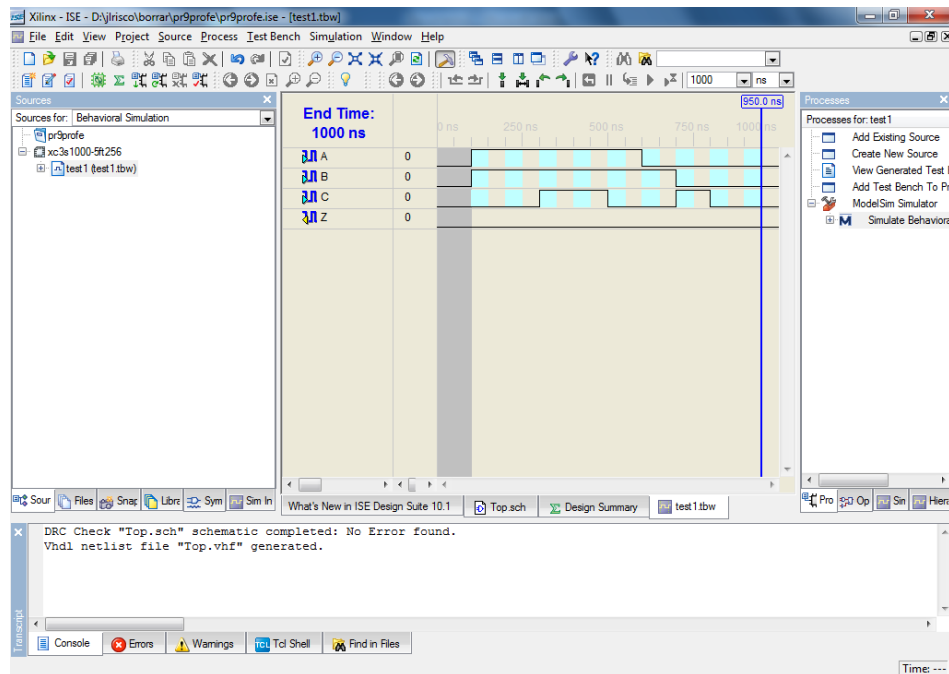 Xilinx - ISE - D:\jlrisco\borrar\pr9profe\pr9profe.ise - [test1.tbw]
File Edit View Project Source Process Test Bench Simulation Window Help
1000 ns
Sources
Sources for: Behavioral Simulation
pr9profe
xc3s1000-5ft256
test1 (test1.tbw)
Sour Files Snap Libra Sym Sim In
End Time:
1000 ns
950.0 ns
0 ns 250 ns 500 ns 750 ns 1000 ns
A 0
B 0
C 0
Z 0
What's New in ISE Design Suite 10.1 Top.sch Design Summary test1.tbw
Processes
Processes for: test1
Add Existing Source
Create New Source
View Generated Test
Add Test Bench To Pr
ModelSim Simulator
M Simulate Behaviora
Pro Op Sin Hiera
DRC Check "Top.sch" schematic completed: No Error found.
Vhdl netlist file "Top.vhf" generated.
Transcript
Console Errors Warnings TCL Tcl Shell Find in Files
Time: ---